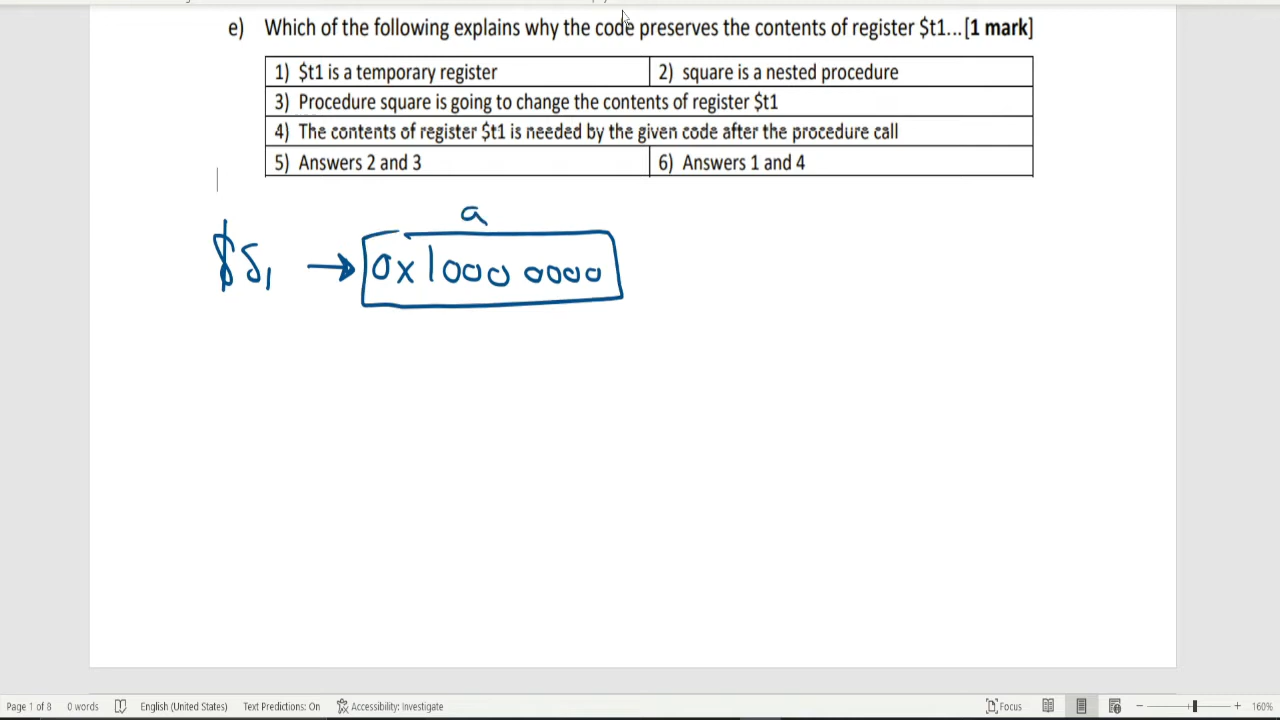 e) Which of the following explains why the code preserves the contents of register $t1... [1 mark]
1) $t1 is a temporary register
2) square is a nested procedure
3) Procedure square is going to change the contents of register $t1
4) The contents of register $t1 is needed by the given code after the procedure call
5) Answers 2 and 3
6) Answers 1 and 4
a
$s1 → 0x1000 0000
Page 1 of 8 0 words English (United States) Text Predictions: On Accessibility: Investigate Focus 160%